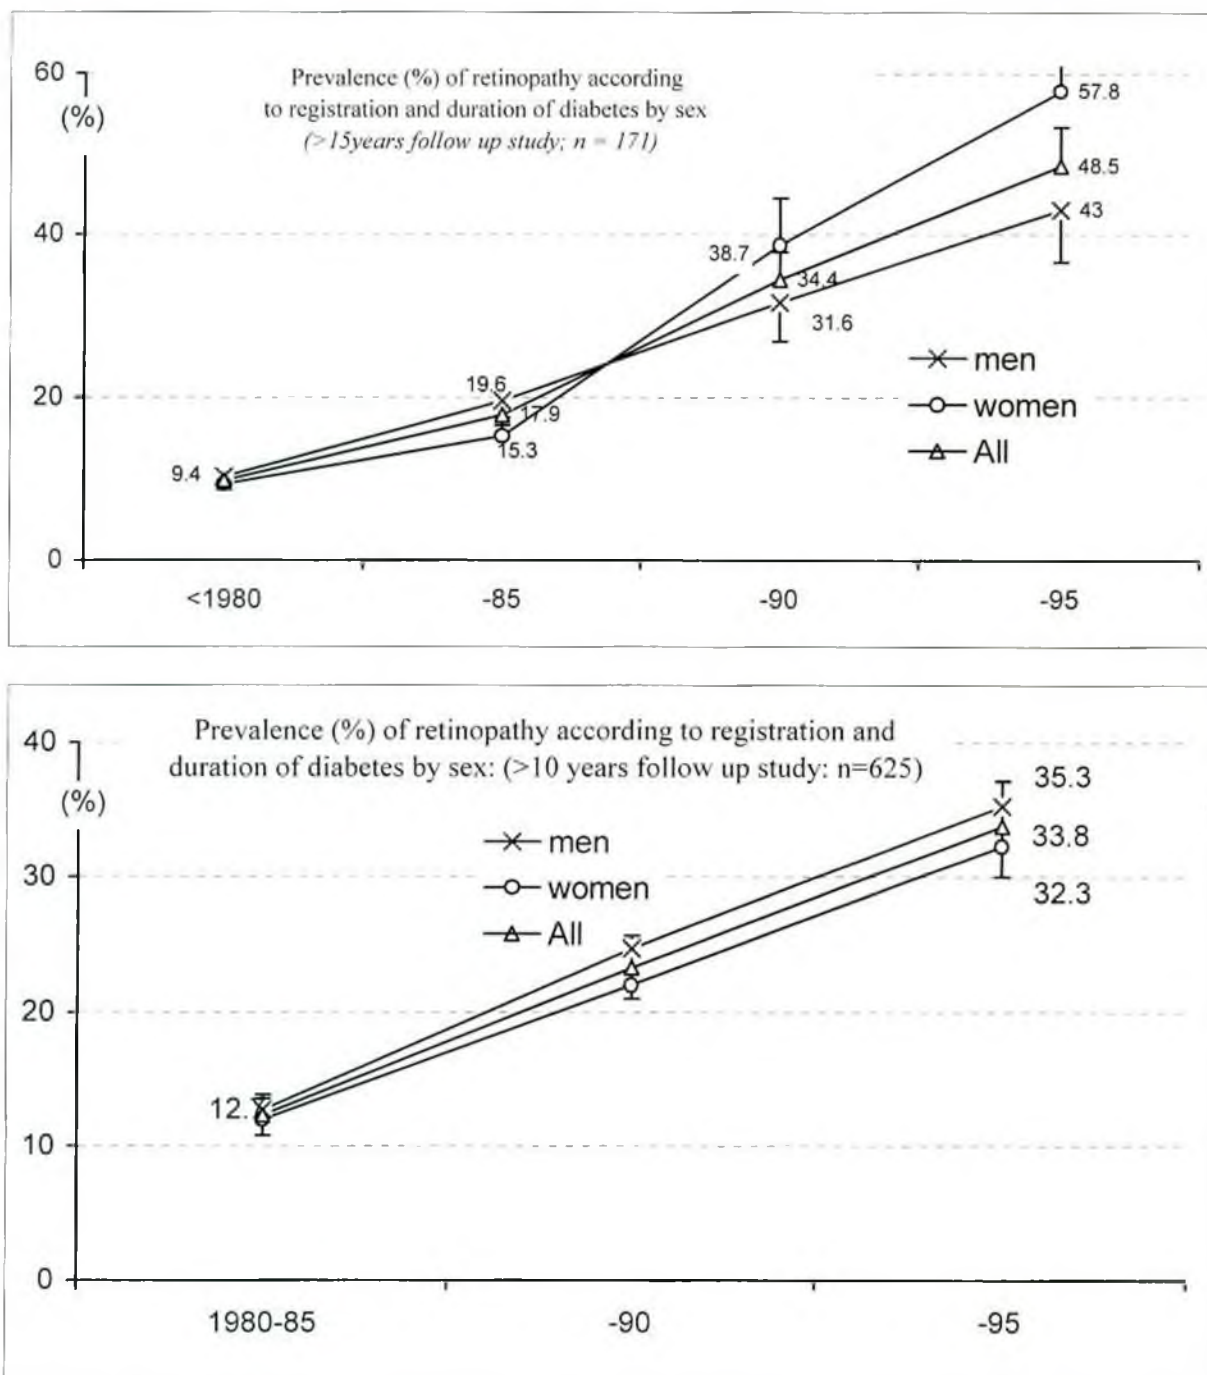 60
(%)
40
20
0
Prevalence (%) of retinopathy according
to registration and duration of diabetes by sex
(>15years follow up study; n = 171)
57.8
48.5
43
38.7
34.4
31.6
19.6
17.9
15.3
9.4
men
women
All
<1980
-85
-90
-95
40
(%)
30
20
10
0
Prevalence (%) of retinopathy according to registration and
duration of diabetes by sex: (>10 years follow up study: n=625)
men
women
All
35.3
33.8
32.3
12.
1980-85
-90
-95